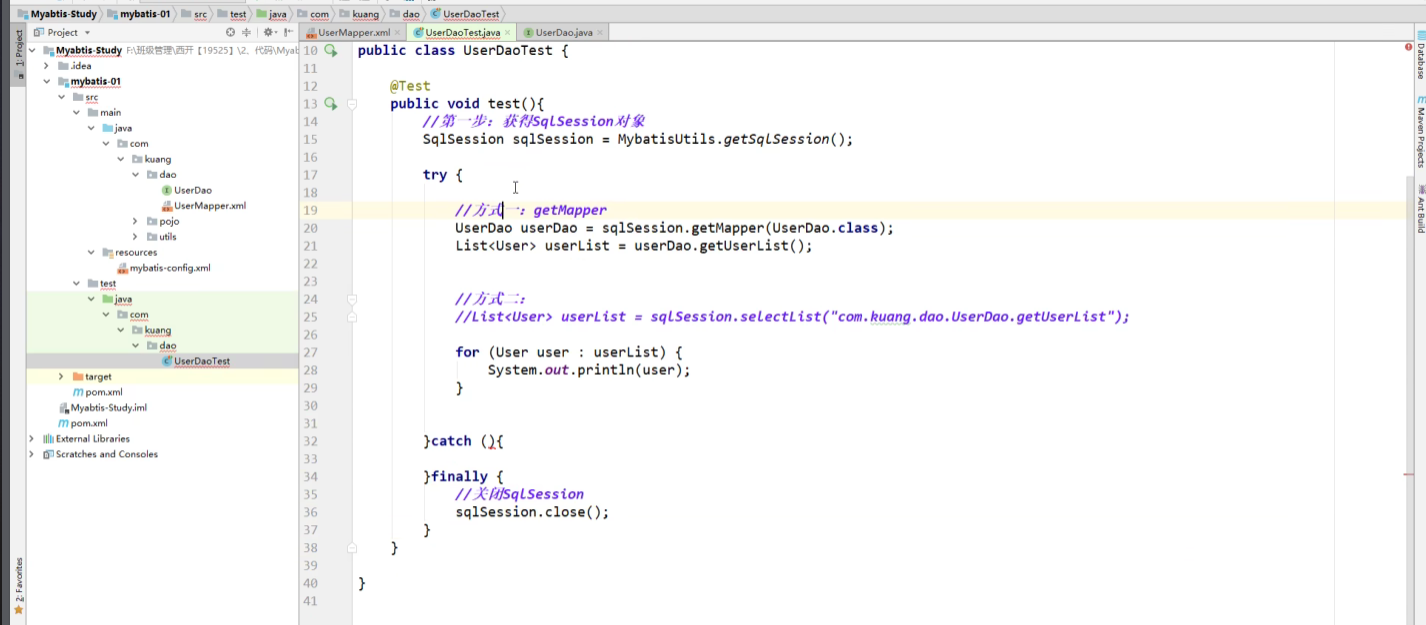 Myabtis-Study mybatis-01 src test java com kuang dao UserDaoTest
Project
UserMapper.xml UserDaoTest.java UserDao.java
1: Project
Myabtis-Study F:\班级管理\西开【19525】\2、代码\Myab
.idea
mybatis-01
src
main
java
com
kuang
dao
UserDao
UserMapper.xml
pojo
utils
resources
mybatis-config.xml
test
java
com
kuang
dao
UserDaoTest
target
pom.xml
Myabtis-Study.iml
pom.xml
External Libraries
Scratches and Consoles
2: Favorites
10 public class UserDaoTest {
11
12 @Test
13 public void test(){
14 //第一步：获得SqlSession对象
15 SqlSession sqlSession = MybatisUtils.getSqlSession();
16
17 try {
18
19 //方式一：getMapper
20 UserDao userDao = sqlSession.getMapper(UserDao.class);
21 List<User> userList = userDao.getUserList();
22
23
24 //方式二：
25 //List<User> userList = sqlSession.selectList("com.kuang.dao.UserDao.getUserList");
26
27 for (User user : userList) {
28 System.out.println(user);
29 }
30
31
32 }catch (){
33
34 }finally {
35 //关闭SqlSession
36 sqlSession.close();
37 }
38 }
39
40 }
41
Database
Maven Projects
Ant Build